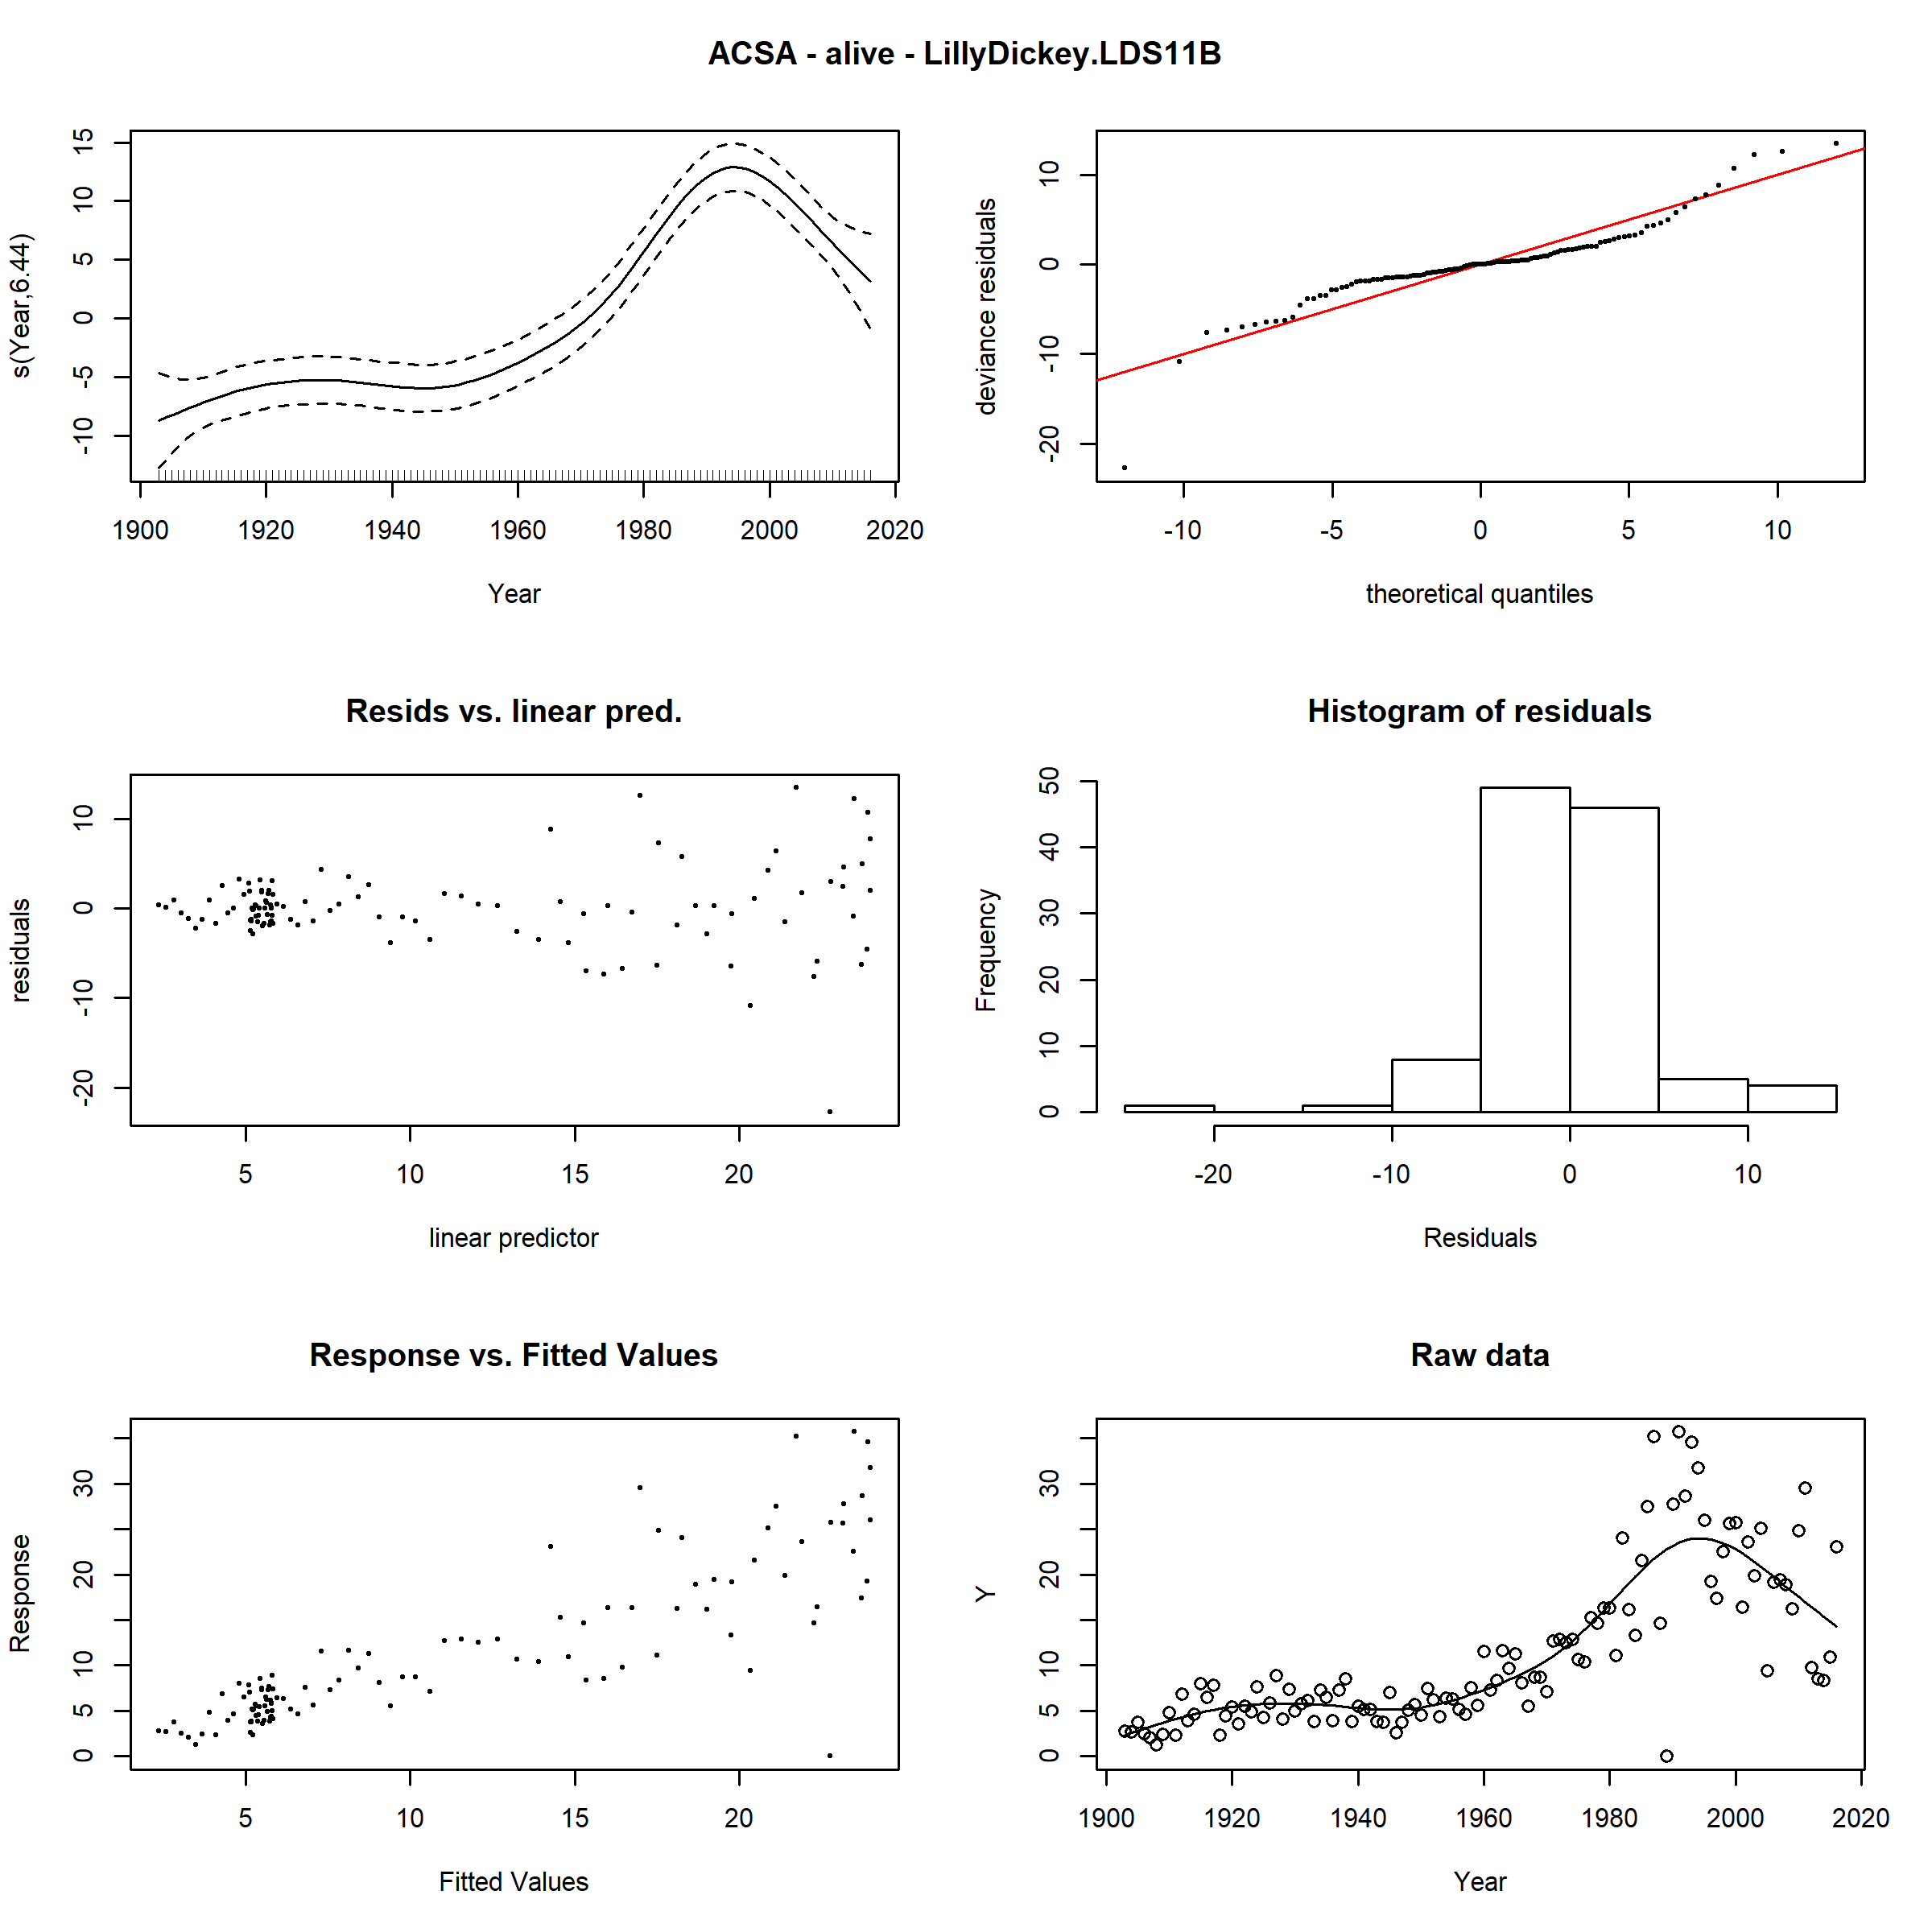 ACSA - alive - LillyDickey.LDS11B
s(Year,6.44)
15
10
5
0
-5
-10
1900 1920 1940 1960 1980 2000 2020
Year
deviance residuals
10
0
-10
-20
-10 -5 0 5 10
theoretical quantiles
Resids vs. linear pred.
residuals
10
0
-10
-20
5 10 15 20
linear predictor
Histogram of residuals
Frequency
50
40
30
20
10
0
-20 -10 0 10
Residuals
Response vs. Fitted Values
Response
30
20
10
5
0
5 10 15 20
Fitted Values
Raw data
Y
30
20
10
5
0
1900 1920 1940 1960 1980 2000 2020
Year